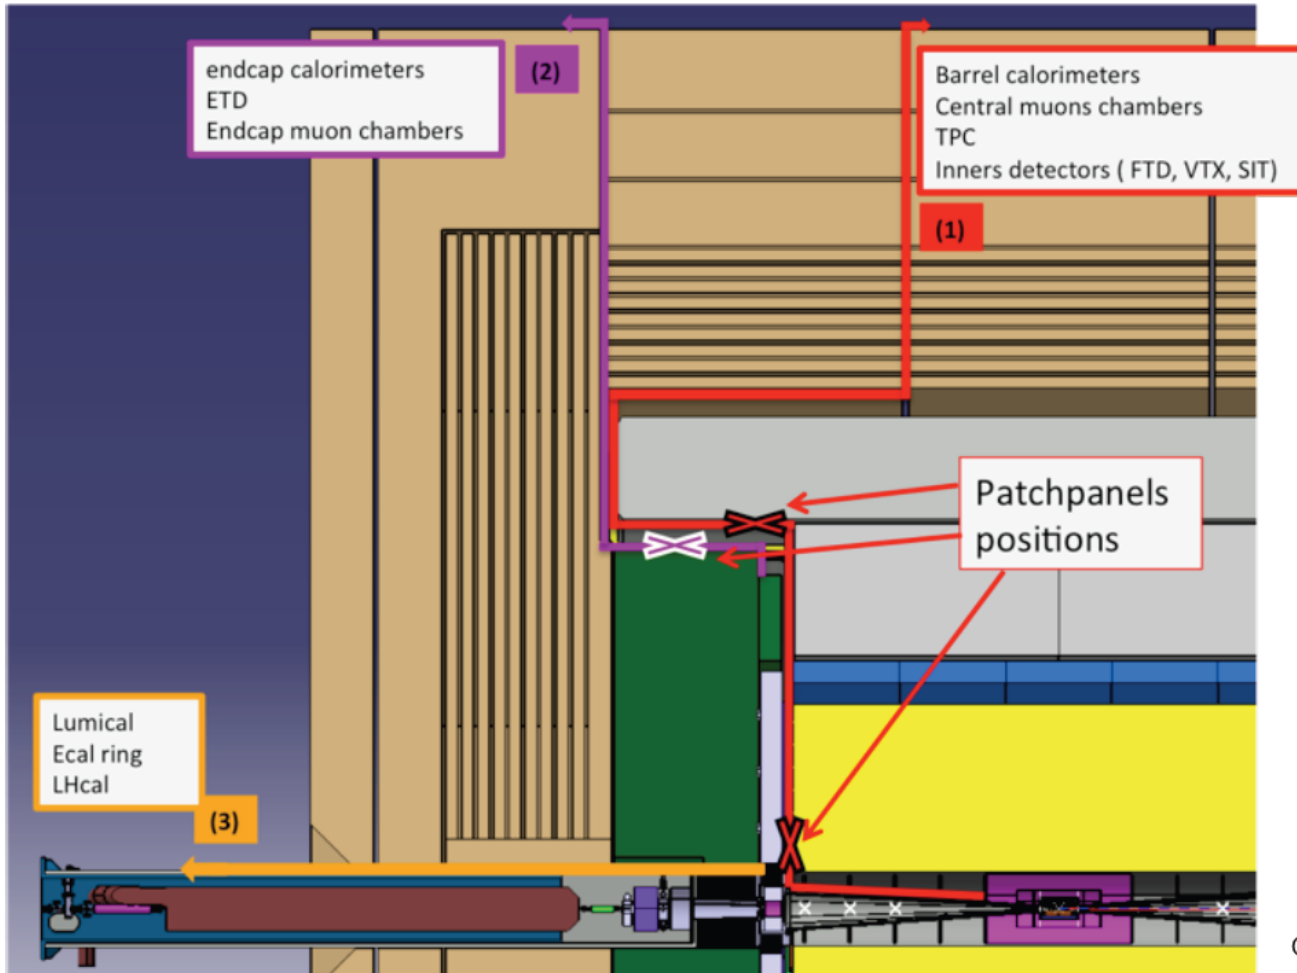 endcap calorimeters
ETD
Endcap muon chambers
(2)
Barrel calorimeters
Central muons chambers
TPC
Inners detectors ( FTD, VTX, SIT)
(1)
Patchpanels
positions
Lumical
Ecal ring
LHcal
(3)